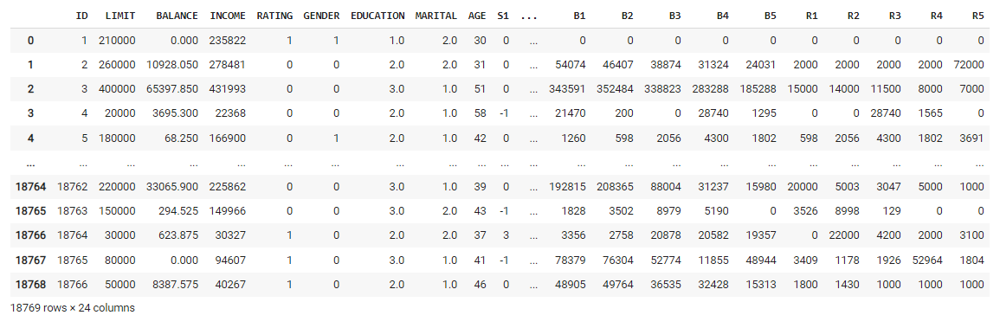 ID LIMIT BALANCE INCOME RATING GENDER EDUCATION MARITAL AGE S1 ... B1 B2 B3 B4 B5 R1 R2 R3 R4 R5
0 1 210000 0.000 235822 1 1 1.0 2.0 30 0 ... 0 0 0 0 0 0 0 0 0 0
1 2 260000 10928.050 278481 0 0 2.0 2.0 31 0 ... 54074 46407 38874 31324 24031 2000 2000 2000 2000 72000
2 3 400000 65397.850 431993 0 0 3.0 1.0 51 0 ... 343591 352484 338823 283288 185288 15000 14000 11500 8000 7000
3 4 20000 3695.300 22368 0 0 2.0 1.0 58 -1 ... 21470 200 0 28740 1295 0 0 28740 1565 0
4 5 180000 68.250 166900 0 1 2.0 1.0 42 0 ... 1260 598 2056 4300 1802 598 2056 4300 1802 3691
... ... ... ... ... ... ... ... ... ... ... ... ... ... ... ... ... ... ... ... ... ...
18764 18762 220000 33065.900 225862 0 0 3.0 1.0 39 0 ... 192815 208365 88004 31237 15980 20000 5003 3047 5000 1000
18765 18763 150000 294.525 149966 0 0 3.0 2.0 43 -1 ... 1828 3502 8979 5190 0 3526 8998 129 0 0
18766 18764 30000 623.875 30327 1 0 2.0 2.0 37 3 ... 3356 2758 20878 20582 19357 0 22000 4200 2000 3100
18767 18765 80000 0.000 94607 1 0 3.0 1.0 41 -1 ... 78379 76304 52774 11855 48944 3409 1178 1926 52964 1804
18768 18766 50000 8387.575 40267 1 0 2.0 1.0 46 0 ... 48905 49764 36535 32428 15313 1800 1430 1000 1000 1000
18769 rows × 24 columns